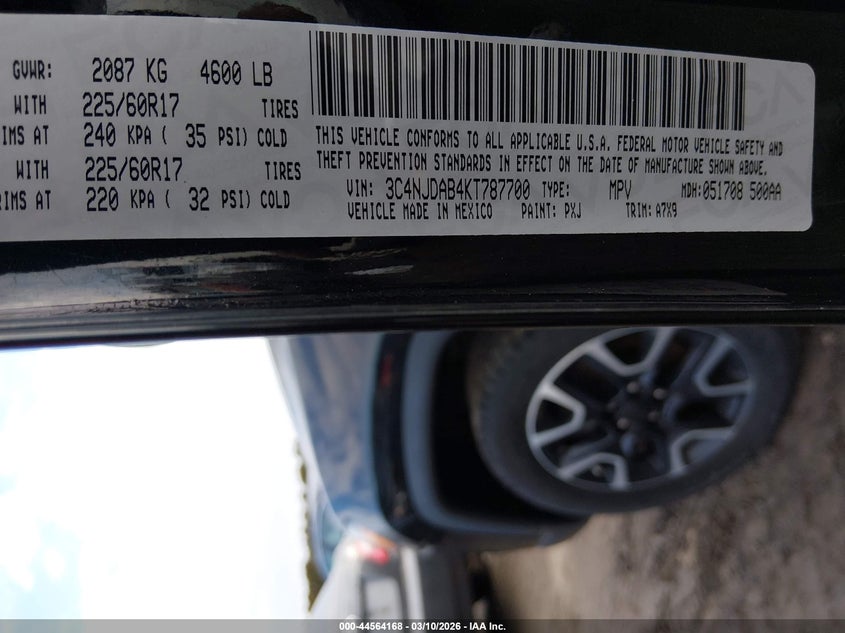 GVWR: 2087 KG 4600 LB
WITH 225/60R17 TIRES
IMS AT 240 KPA ( 35 PSI) COLD
WITH 225/60R17 TIRES
RIMS AT 220 KPA ( 32 PSI) COLD
THIS VEHICLE CONFORMS TO ALL APPLICABLE U.S.A. FEDERAL MOTOR VEHICLE SAFETY AND
THEFT PREVENTION STANDARDS IN EFFECT ON THE DATE OF MANUFACTURE SHOWN ABOVE.
VIN: 3C4NJDAB4KT787700 TYPE: MPV MDH: 051708 500AA
VEHICLE MADE IN MEXICO PAINT: PXJ TRIM: A7X9
000-44564168 - 03/10/2026 - IAA Inc.